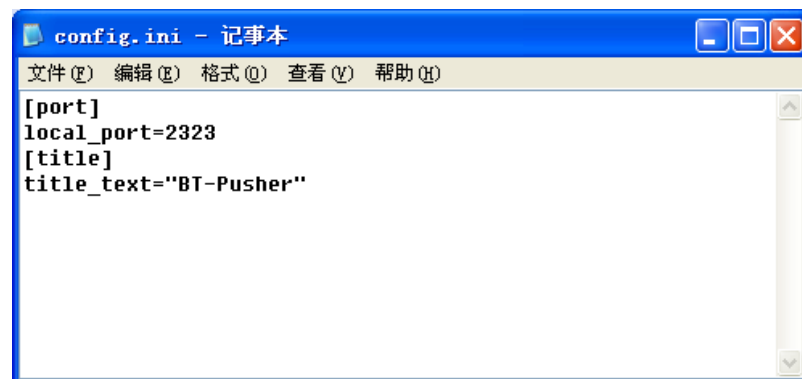 config.ini - 记事本
文件(F) 编辑(E) 格式(O) 查看(V) 帮助(H)
[port]
local_port=2323
[title]
title_text="BT-Pusher"